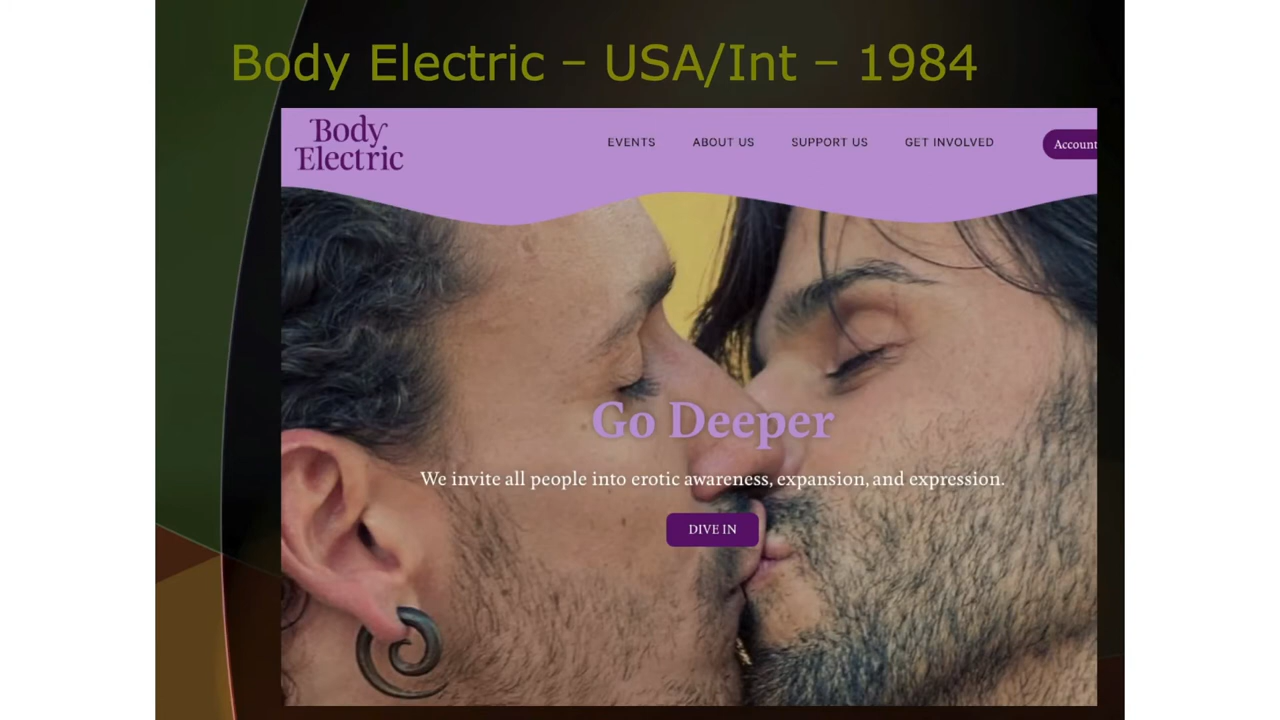 Body Electric – USA/Int – 1984
Body
Electric
EVENTS
ABOUT US
SUPPORT US
GET INVOLVED
Account
Go Deeper
We invite all people into erotic awareness, expansion, and expression.
DIVE IN